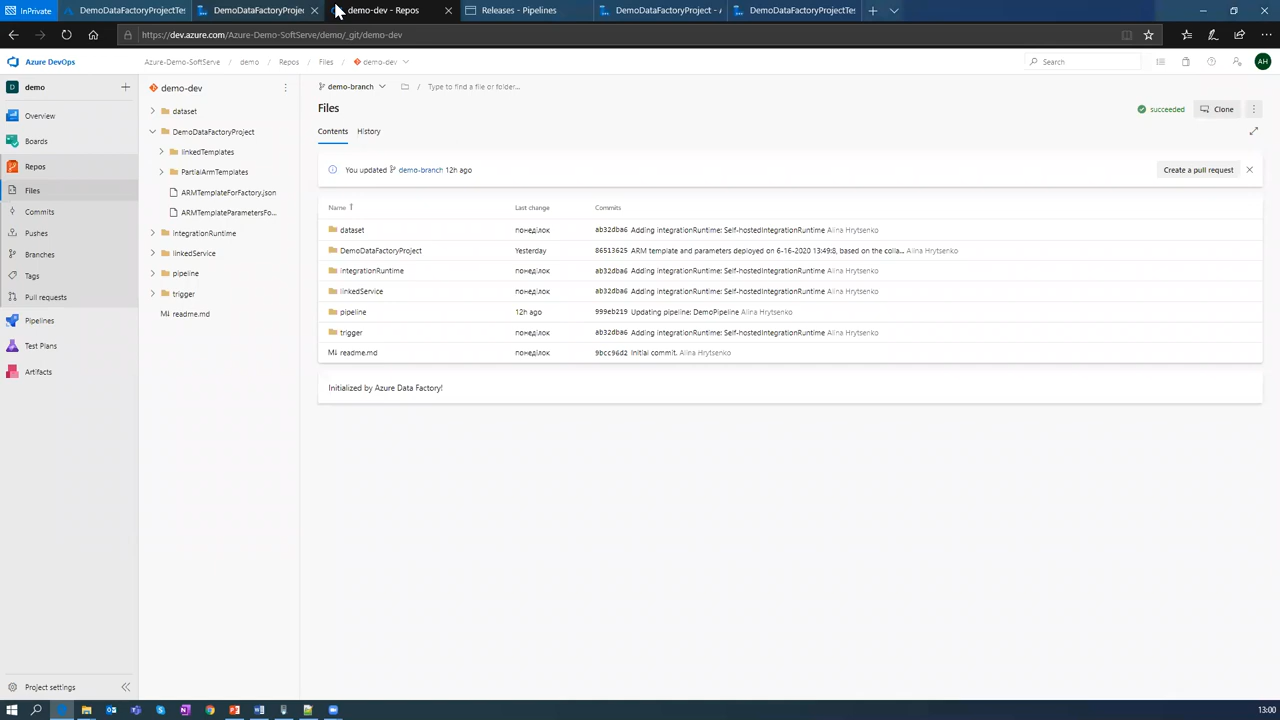 InPrivate
DemoDataFactoryProjectTes
DemoDataFactoryProjec
demo-dev - Repos
Releases - Pipelines
DemoDataFactoryProject - A
DemoDataFactoryProjectTes
https://dev.azure.com/Azure-Demo-SoftServe/demo/_git/demo-dev
Azure DevOps
Azure-Demo-SoftServe / demo / Repos / Files / demo-dev
Search
AH
demo
Overview
Boards
Repos
Files
Commits
Pushes
Branches
Tags
Pull requests
Pipelines
Test Plans
Artifacts
Project settings
demo-dev
dataset
DemoDataFactoryProject
linkedTemplates
PartialArmTemplates
ARMTemplateForFactory.json
ARMTemplateParametersFo...
integrationRuntime
linkedService
pipeline
trigger
readme.md
demo-branch
/ Type to find a file or folder...
Files
succeeded
Clone
Contents
History
You updated demo-branch 12h ago
Create a pull request
Name
Last change
Commits
dataset понеділок ab32dba6 Adding integrationRuntime: Self-hostedIntegrationRuntime Alina Hrytsenko
DemoDataFactoryProject Yesterday 86513625 ARM template and parameters deployed on 6-16-2020 13:49:8, based on the colla... Alina Hrytsenko
integrationRuntime понеділок ab32dba6 Adding integrationRuntime: Self-hostedIntegrationRuntime Alina Hrytsenko
linkedService понеділок ab32dba6 Adding integrationRuntime: Self-hostedIntegrationRuntime Alina Hrytsenko
pipeline 12h ago 999eb219 Updating pipeline: DemoPipeline Alina Hrytsenko
trigger понеділок ab32dba6 Adding integrationRuntime: Self-hostedIntegrationRuntime Alina Hrytsenko
readme.md понеділок 9bcc96d2 Initial commit. Alina Hrytsenko
Initialized by Azure Data Factory!
13:00